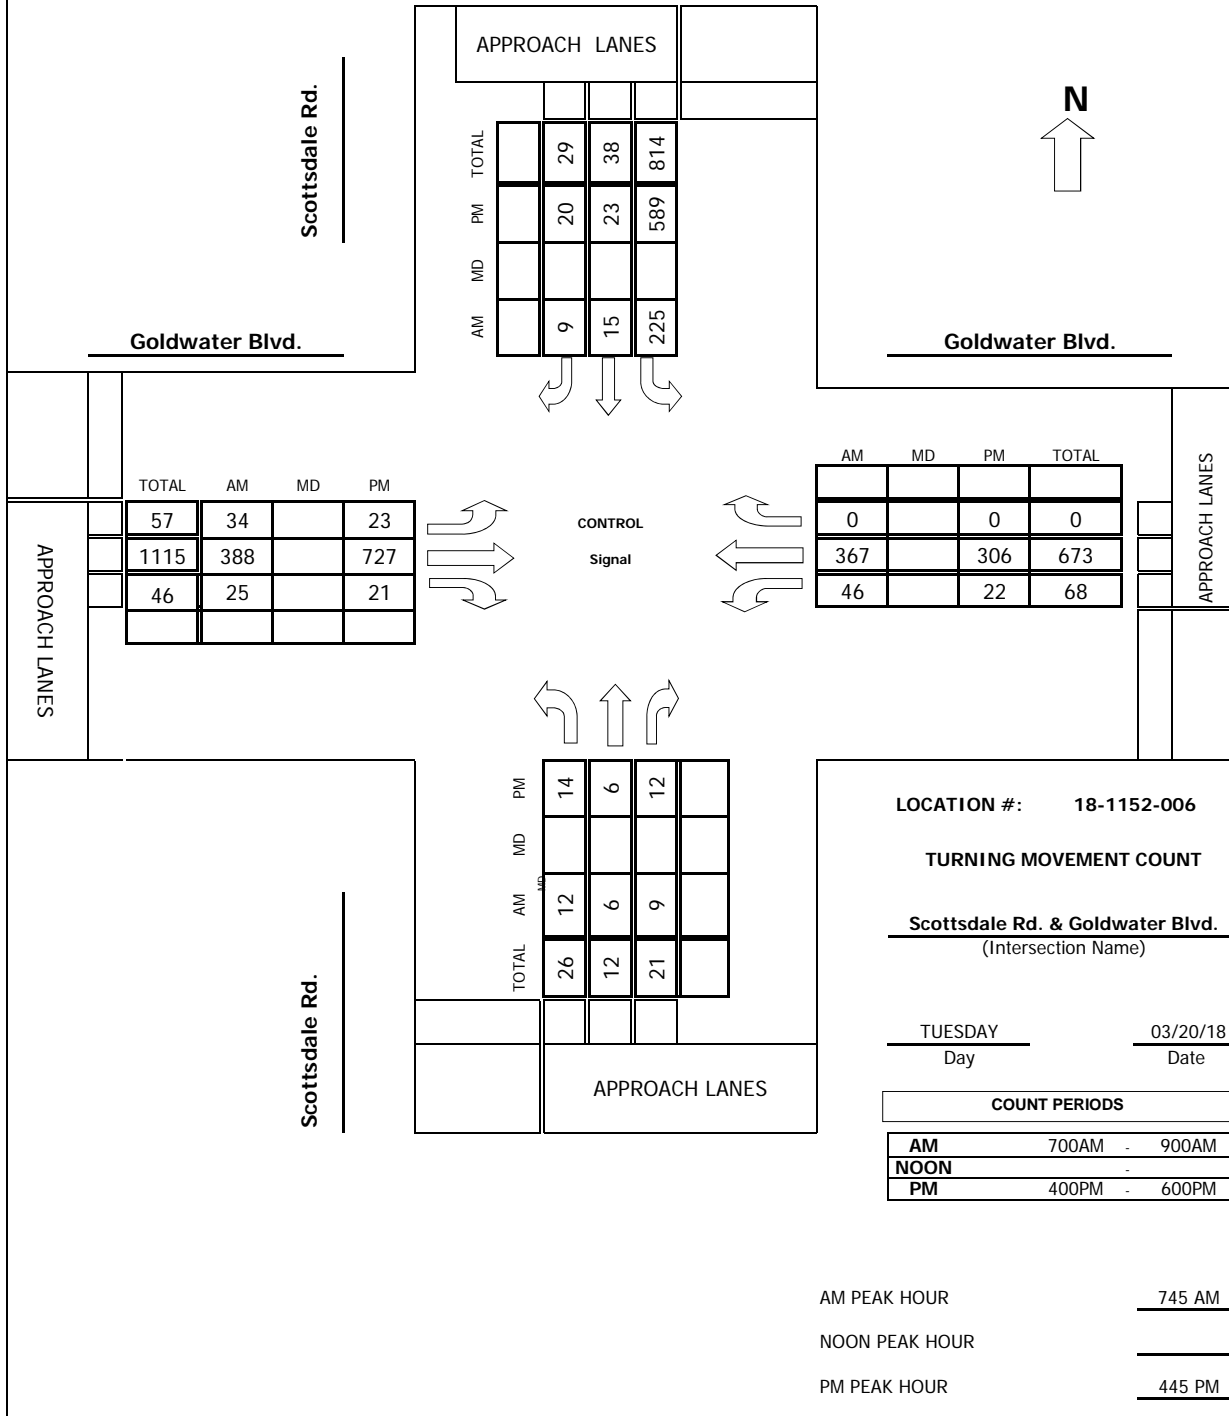 APPROACH LANES
N
Scottsdale Rd.
TOTAL 29 38 814
PM 20 23 589
MD
AM 9 15 225
Goldwater Blvd.
Goldwater Blvd.
AM MD PM TOTAL
0 0 0
367 306 673
46 22 68
APPROACH LANES
TOTAL AM MD PM
57 34 23
1115 388 727
46 25 21
APPROACH LANES
CONTROL
Signal
PM 14 6 12
MD
MD
AM 12 6 9
TOTAL 26 12 21
Scottsdale Rd.
APPROACH LANES
LOCATION #: 18-1152-006
TURNING MOVEMENT COUNT
Scottsdale Rd. & Goldwater Blvd.
(Intersection Name)
TUESDAY 03/20/18
Day Date
COUNT PERIODS
AM 700AM - 900AM
NOON -
PM 400PM - 600PM
AM PEAK HOUR 745 AM
NOON PEAK HOUR
PM PEAK HOUR 445 PM